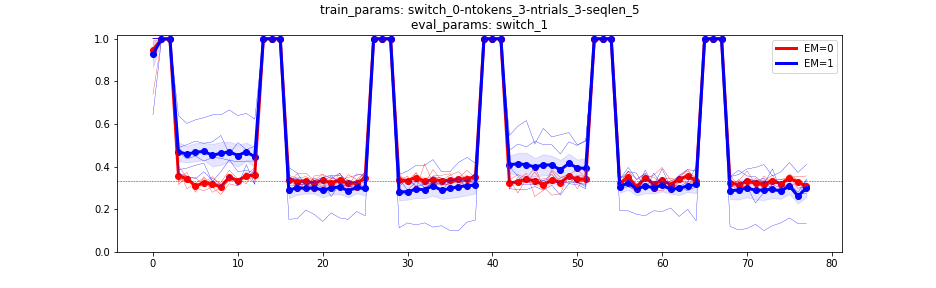 train_params: switch_0-ntokens_3-ntrials_3-seqlen_5
eval_params: switch_1
1.0
0.8
0.6
0.4
0.2
0.0
EM=0
EM=1
0 10 20 30 40 50 60 70 80